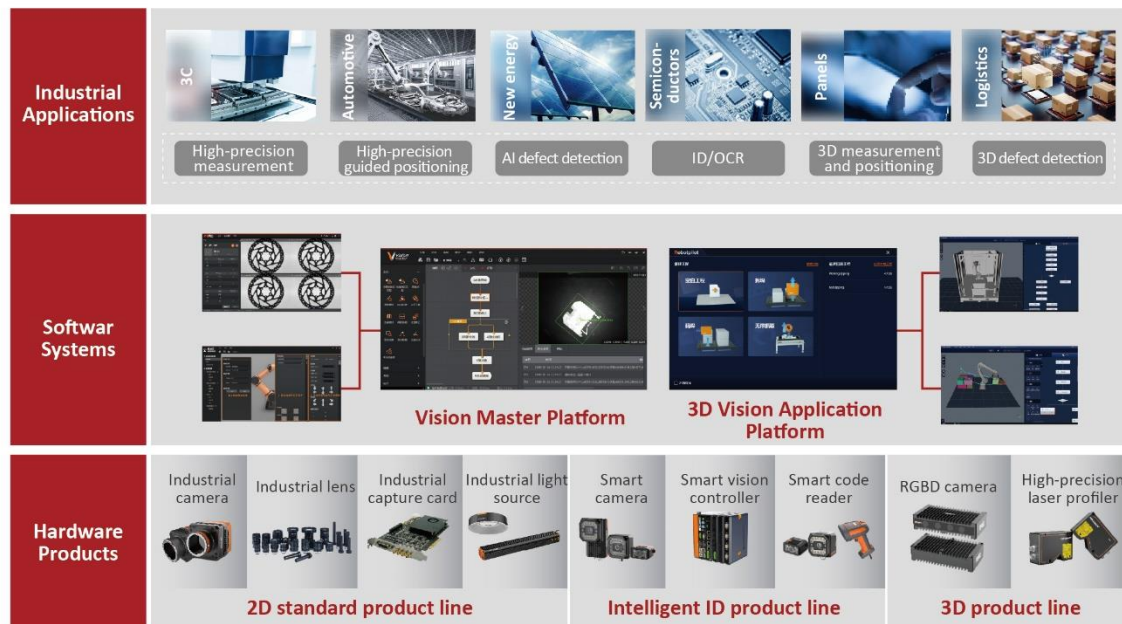 Industrial
Applications
3C
Automotive
New energy
Semicon-
ductors
Panels
Logistics
High-precision
measurement
High-precision
guided positioning
AI defect detection
ID/OCR
3D measurement
and positioning
3D defect detection
Softwar
Systems
Vision Master Platform
3D Vision Application
Platform
Hardware
Products
Industrial
camera
Industrial lens
Industrial
capture card
Industrial light
source
Smart
camera
Smart vision
controller
Smart code
reader
RGBD camera
High-precision
laser profiler
2D standard product line
Intelligent ID product line
3D product line